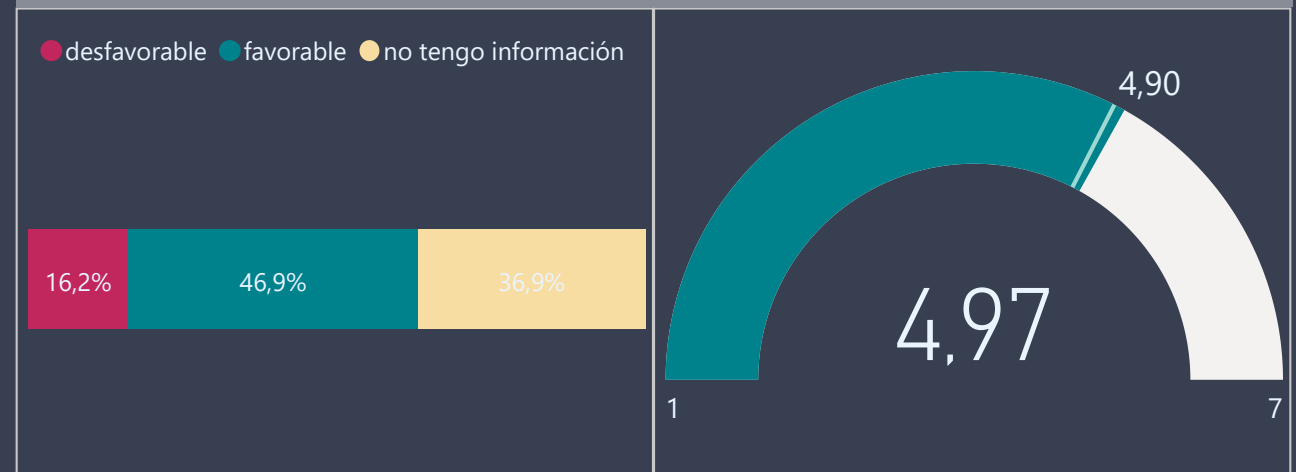 desfavorable favorable no tengo información
16,2% 46,9% 36,9%
4,90
4,97
1 7